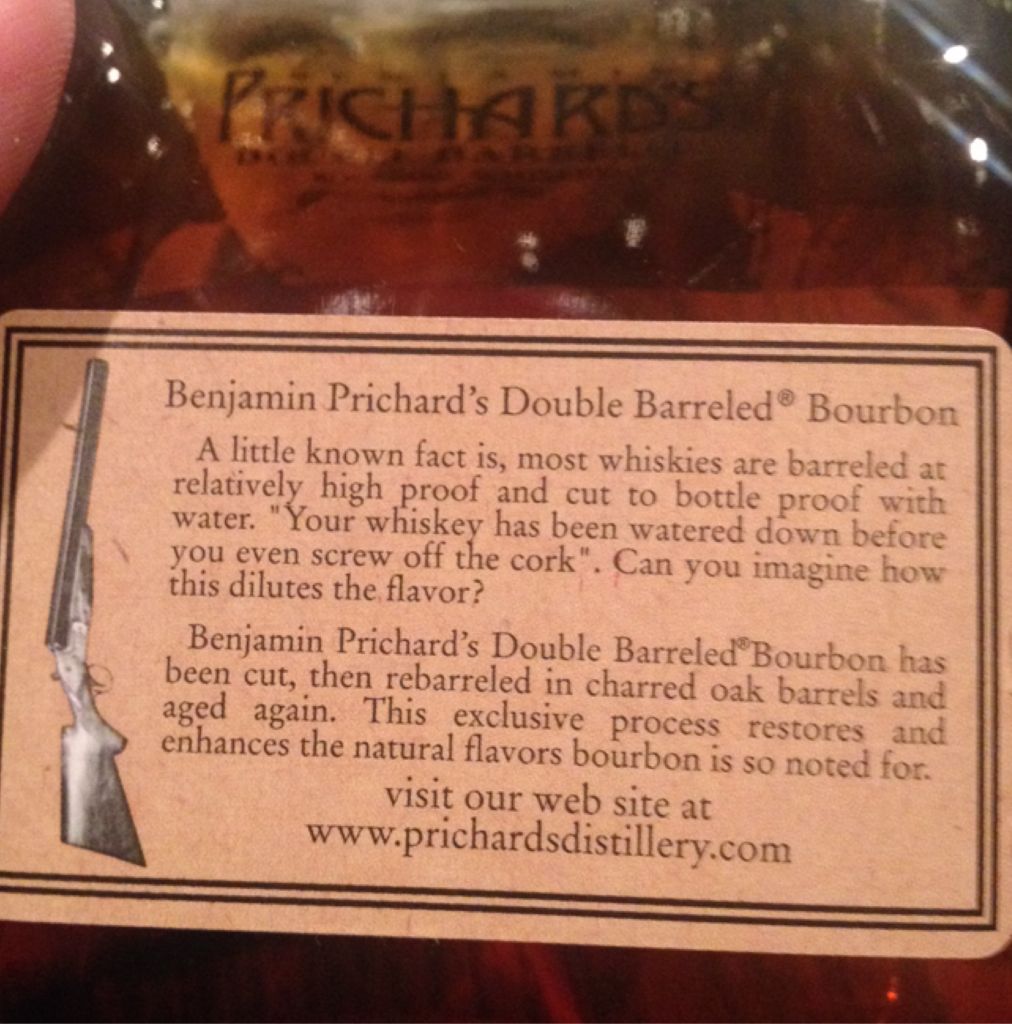 PRICHARD'S
DOUBLE BARRELED
Benjamin Prichard's Double Barreled® Bourbon
A little known fact is, most whiskies are barreled at
relatively high proof and cut to bottle proof with
water. "Your whiskey has been watered down before
you even screw off the cork". Can you imagine how
this dilutes the flavor?
Benjamin Prichard's Double Barreled®Bourbon has
been cut, then rebarreled in charred oak barrels and
aged again. This exclusive process restores and
enhances the natural flavors bourbon is so noted for.
visit our web site at
www.prichardsdistillery.com